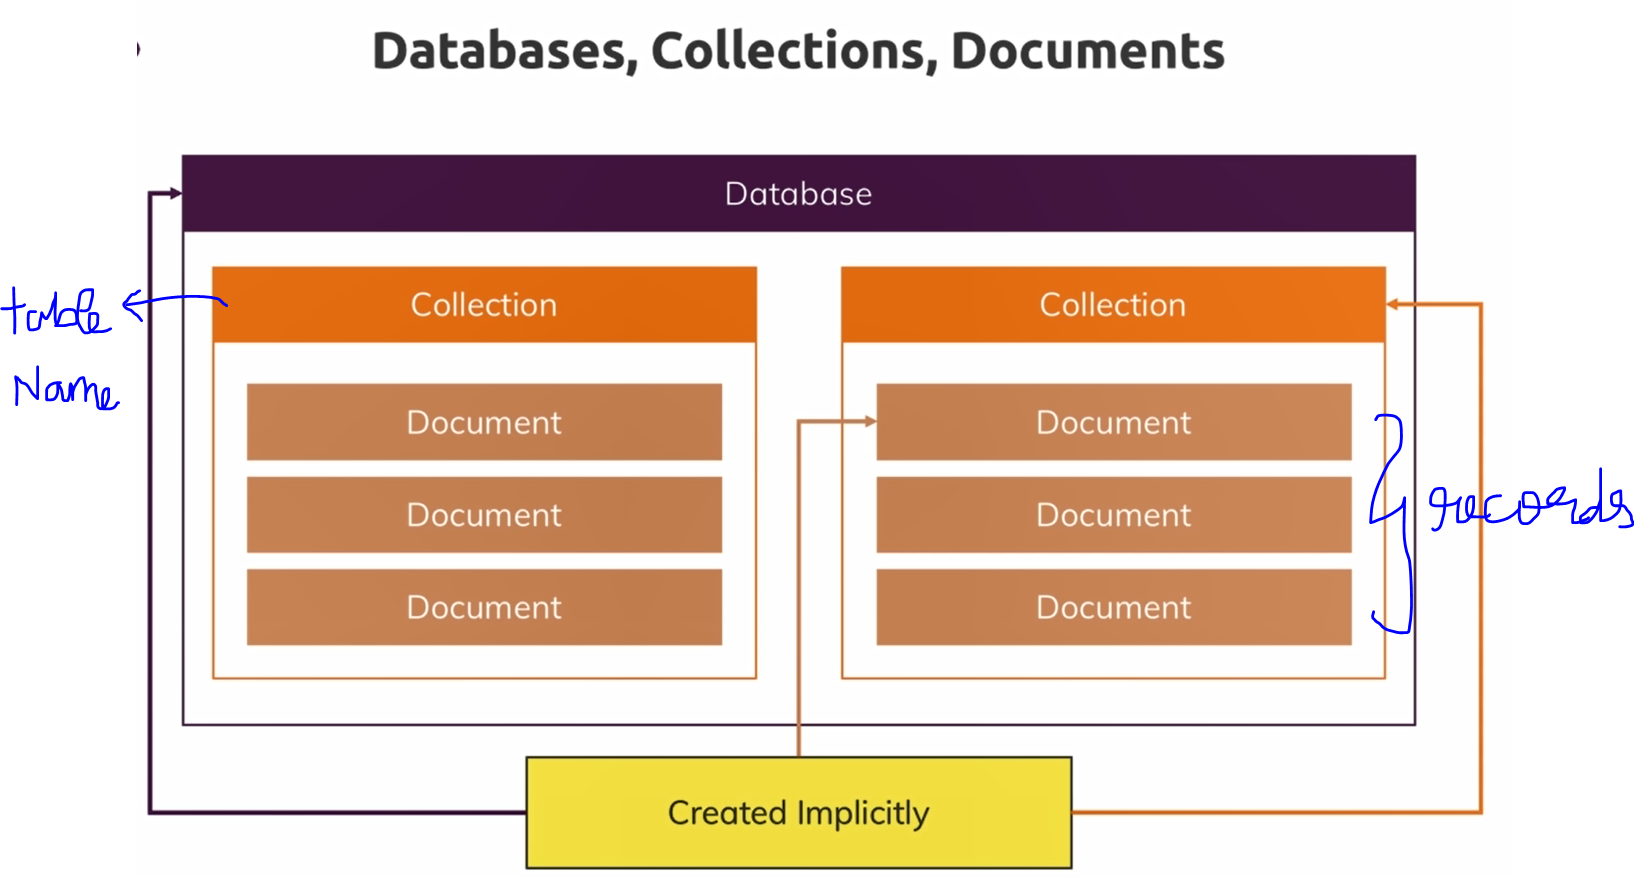 Databases, Collections, Documents
Database
table
Name
Collection
Document
Document
Document
Collection
Document
Document
Document
records
Created Implicitly